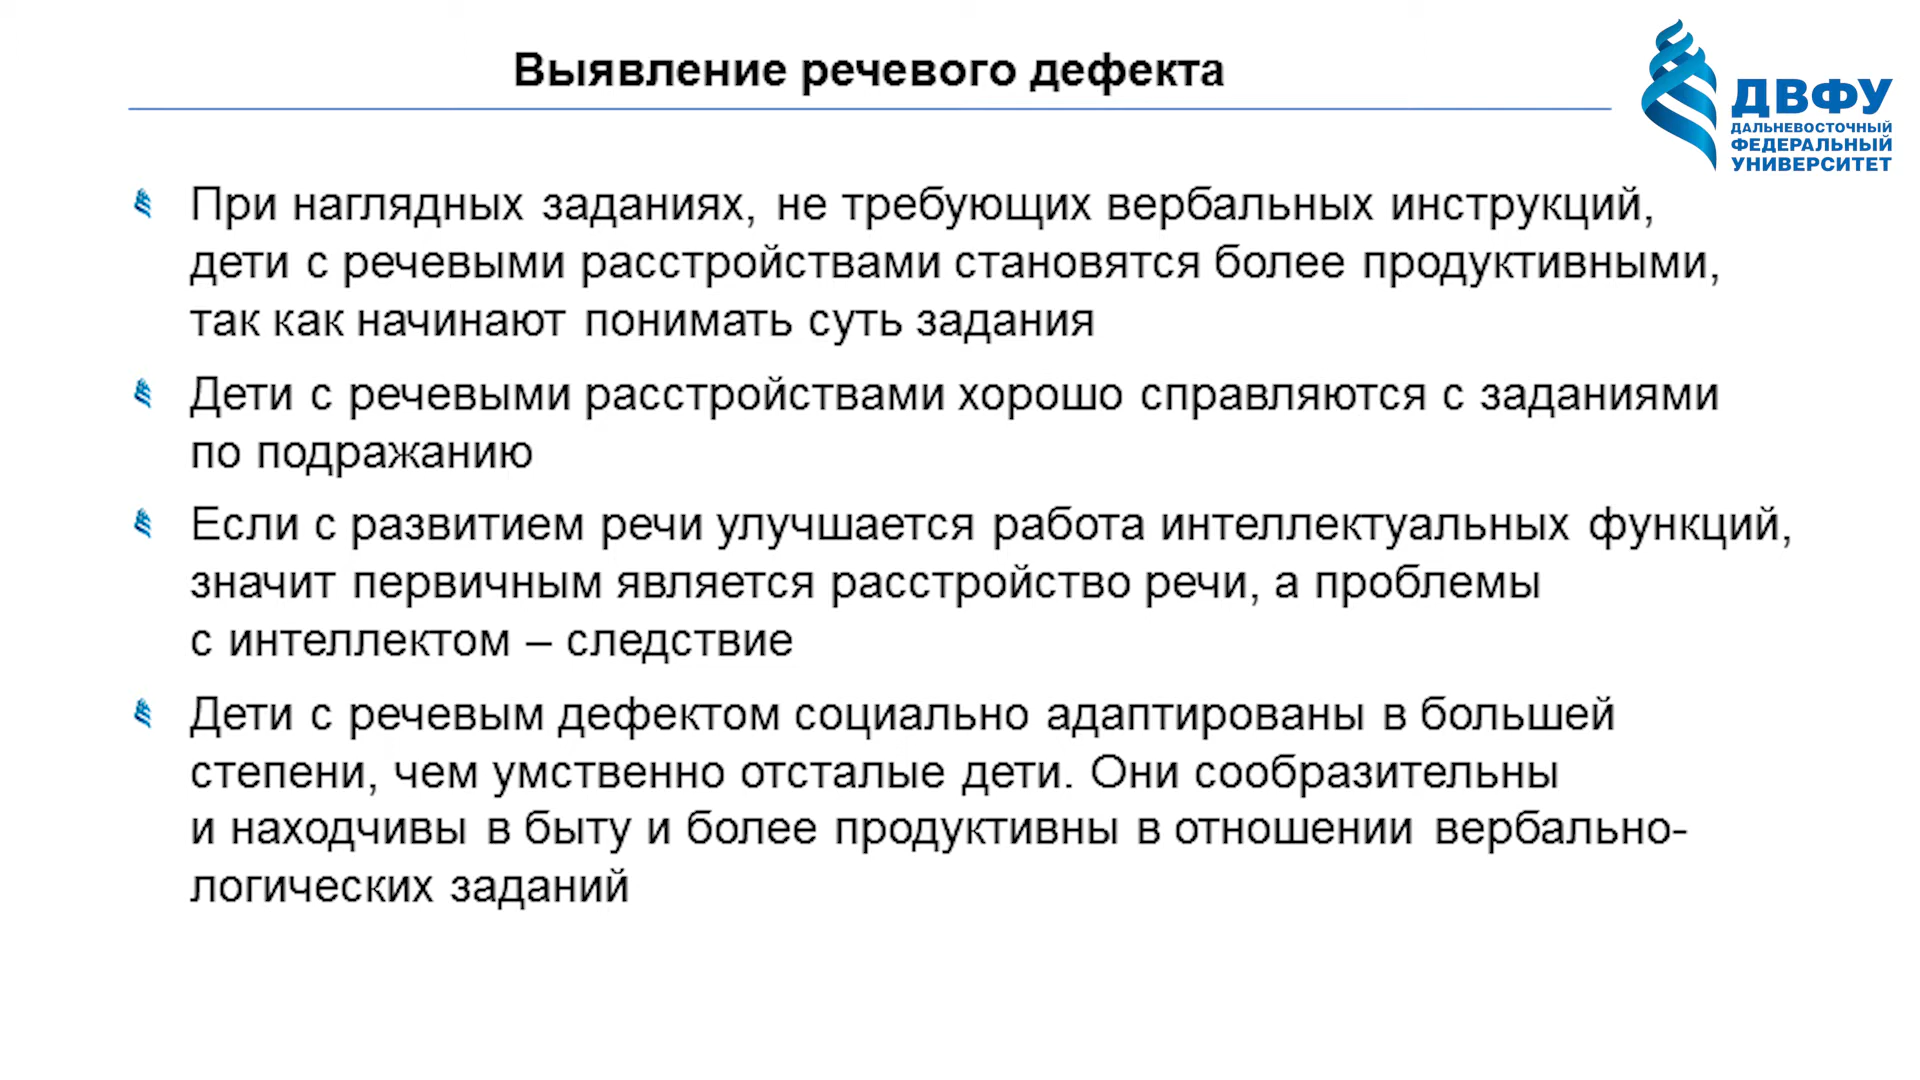 Выявление речевого дефекта
ДВФУ
ДАЛЬНЕВОСТОЧНЫЙ
ФЕДЕРАЛЬНЫЙ
УНИВЕРСИТЕТ
При наглядных заданиях, не требующих вербальных инструкций,
дети с речевыми расстройствами становятся более продуктивными,
так как начинают понимать суть задания
Дети с речевыми расстройствами хорошо справляются с заданиями
по подражанию
Если с развитием речи улучшается работа интеллектуальных функций,
значит первичным является расстройство речи, а проблемы
с интеллектом – следствие
Дети с речевым дефектом социально адаптированы в большей
степени, чем умственно отсталые дети. Они сообразительны
и находчивы в быту и более продуктивны в отношении вербально-
логических заданий